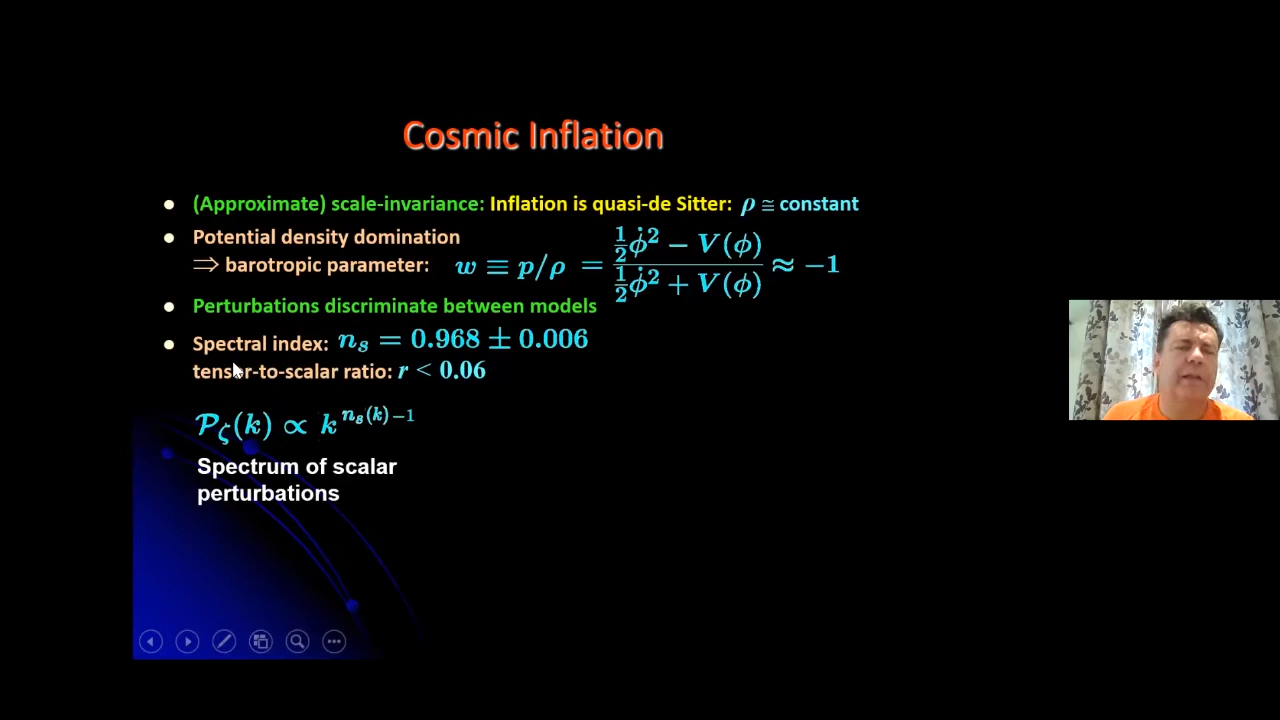 Cosmic Inflation
(Approximate) scale-invariance: Inflation is quasi-de Sitter: ρ ≅ constant
Potential density domination
⟹ barotropic parameter: w ≡ p/ρ = (½ϕ̇² − V(ϕ))/(½ϕ̇² + V(ϕ)) ≈ −1
Perturbations discriminate between models
Spectral index: nₛ = 0.968 ± 0.006
tensor-to-scalar ratio: r < 0.06
𝒫_ζ(k) ∝ k^{nₛ(k)−1}
Spectrum of scalar
perturbations